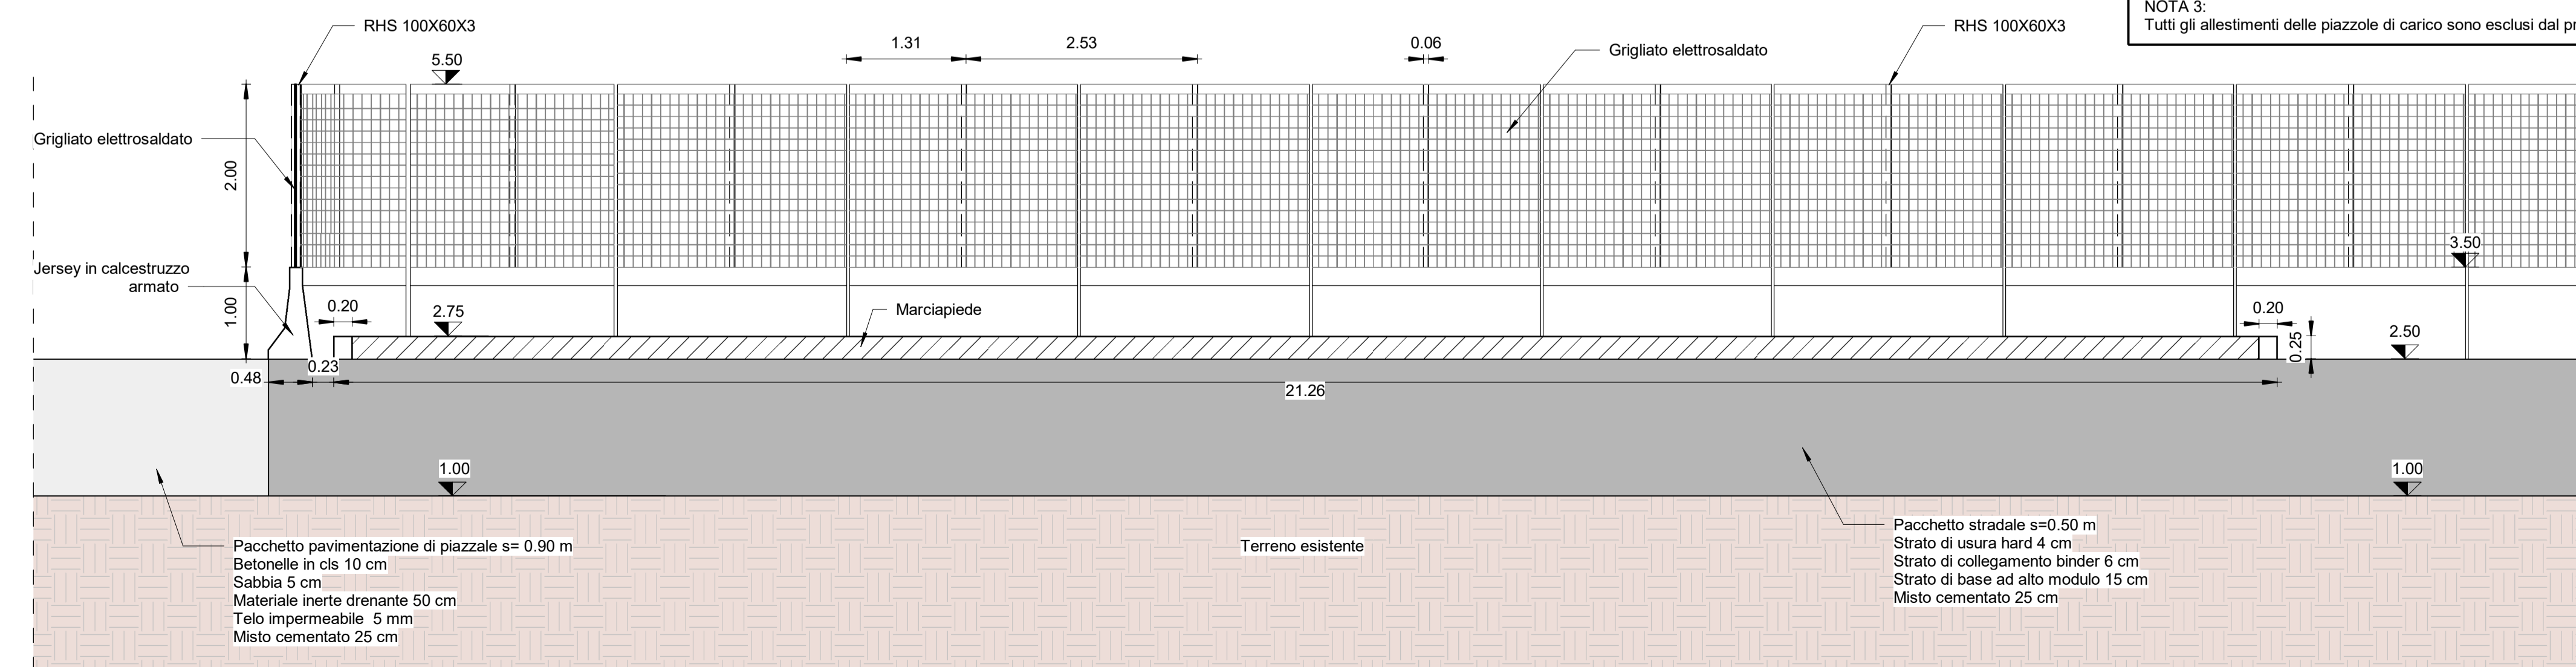 NOTA 3:
Tutti gli allestimenti delle piazzole di carico sono esclusi dal
RHS 100X60X3
RHS 100X60X3
1.31
2.53
0.06
Grigliato elettrosaldato
5.50
Grigliato elettrosaldato
2.00
3.50
Jersey in calcestruzzo
armato
1.00
0.20
2.75
Marciapiede
0.20
0.25
2.50
0.48
0.23
21.26
1.00
1.00
Pacchetto pavimentazione di piazzale s= 0.90 m
Betonelle in cls 10 cm
Sabbia 5 cm
Materiale inerte drenante 50 cm
Telo impermeabile 5 mm
Misto cementato 25 cm
Terreno esistente
Pacchetto stradale s=0.50 m
Strato di usura hard 4 cm
Strato di collegamento binder 6 cm
Strato di base ad alto modulo 15 cm
Misto cementato 25 cm